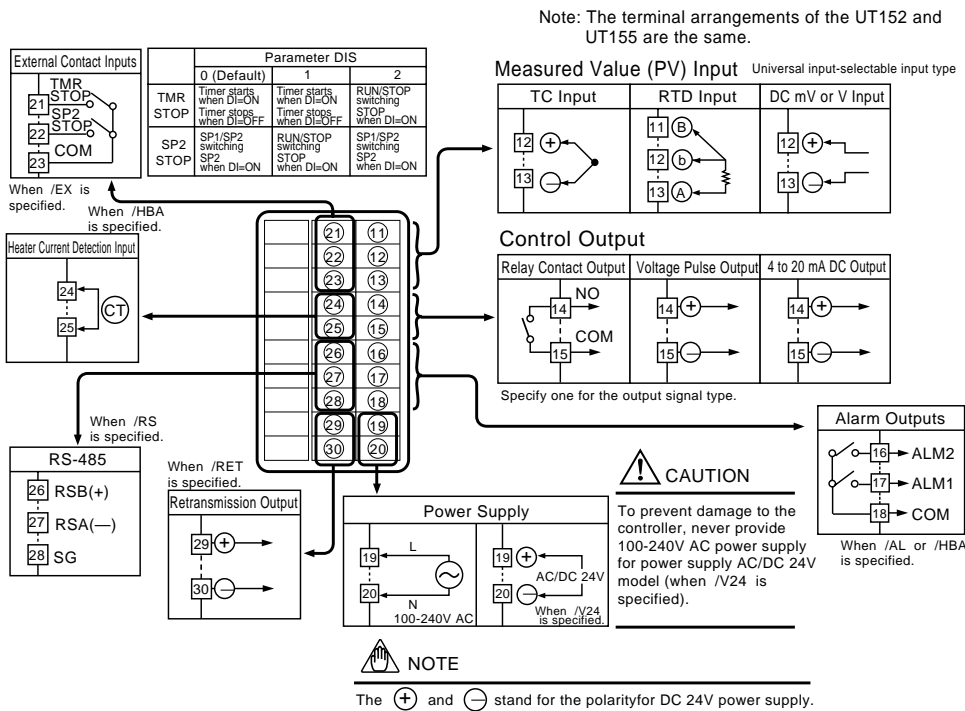 Note: The terminal arrangements of the UT152 and
UT155 are the same.
External Contact Inputs
TMR
STOP
21
SP2
STOP
22
COM
23
When /EX is
specified.
Parameter DIS
0 (Default) 1 2
TMR
STOP
Timer starts
when DI=ON
Timer stops
when DI=OFF
Timer starts
when DI=ON
Timer stops
when DI=OFF
RUN/STOP
switching
STOP
when DI=ON
SP2
STOP
SP1/SP2
switching
SP2
when DI=ON
RUN/STOP
switching
STOP
when DI=ON
SP1/SP2
switching
SP2
when DI=ON
Measured Value (PV) Input Universal input-selectable input type
TC Input RTD Input DC mV or V Input
12 +
13 −
11 B
12 b
13 A
12 +
13 −
When /HBA
is specified.
Heater Current Detection Input
24
CT
25
21 11
22 12
23 13
24 14
25 15
26 16
27 17
28 18
29 19
30 20
Control Output
Relay Contact Output Voltage Pulse Output 4 to 20 mA DC Output
NO
14
COM
15
14 +
15 −
14 +
15 −
Specify one for the output signal type.
When /RS
is specified.
RS-485
26 RSB(+)
27 RSA(—)
28 SG
When /RET
is specified.
Retransmission Output
29 +
30 −
Power Supply
19 L
20 N
100-240V AC
19 +
AC/DC 24V
20 −
When /V24
is specified.
! CAUTION
To prevent damage to the
controller, never provide
100-240V AC power supply
for power supply AC/DC 24V
model (when /V24 is
specified).
Alarm Outputs
16 ALM2
17 ALM1
18 COM
When /AL or /HBA
is specified.
NOTE
The + and − stand for the polarityfor DC 24V power supply.